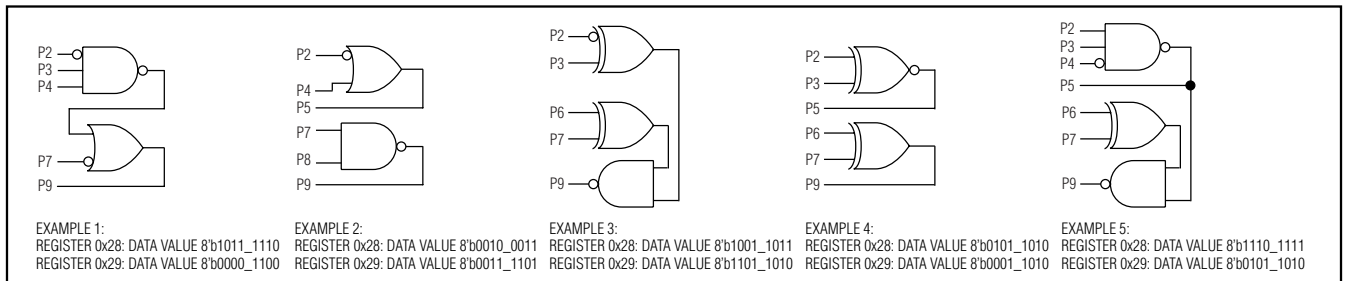 P2
P3
P4
P7
P9
EXAMPLE 1:
REGISTER 0x28: DATA VALUE 8'b1011_1110
REGISTER 0x29: DATA VALUE 8'b0000_1100
P2
P4
P5
P7
P8
P9
EXAMPLE 2:
REGISTER 0x28: DATA VALUE 8'b0010_0011
REGISTER 0x29: DATA VALUE 8'b0011_1101
P2
P3
P6
P7
P9
EXAMPLE 3:
REGISTER 0x28: DATA VALUE 8'b1001_1011
REGISTER 0x29: DATA VALUE 8'b1101_1010
P2
P3
P5
P6
P7
P9
EXAMPLE 4:
REGISTER 0x28: DATA VALUE 8'b0101_1010
REGISTER 0x29: DATA VALUE 8'b0001_1010
P2
P3
P4
P5
P6
P7
P9
EXAMPLE 5:
REGISTER 0x28: DATA VALUE 8'b1110_1111
REGISTER 0x29: DATA VALUE 8'b0101_1010